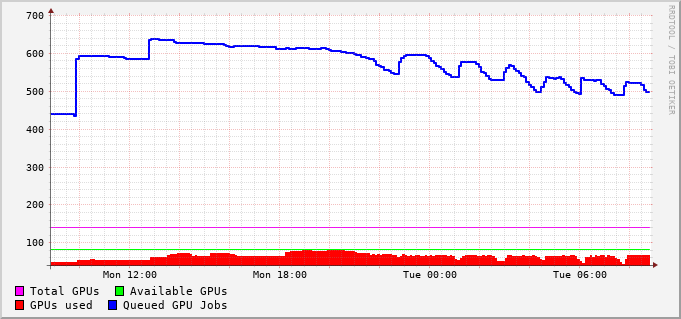 700
600
500
400
300
200
100
Mon 12:00 Mon 18:00 Tue 00:00 Tue 06:00
Total GPUs Available GPUs
GPUs used Queued GPU Jobs
RRDTOOL / TOBI OETIKER